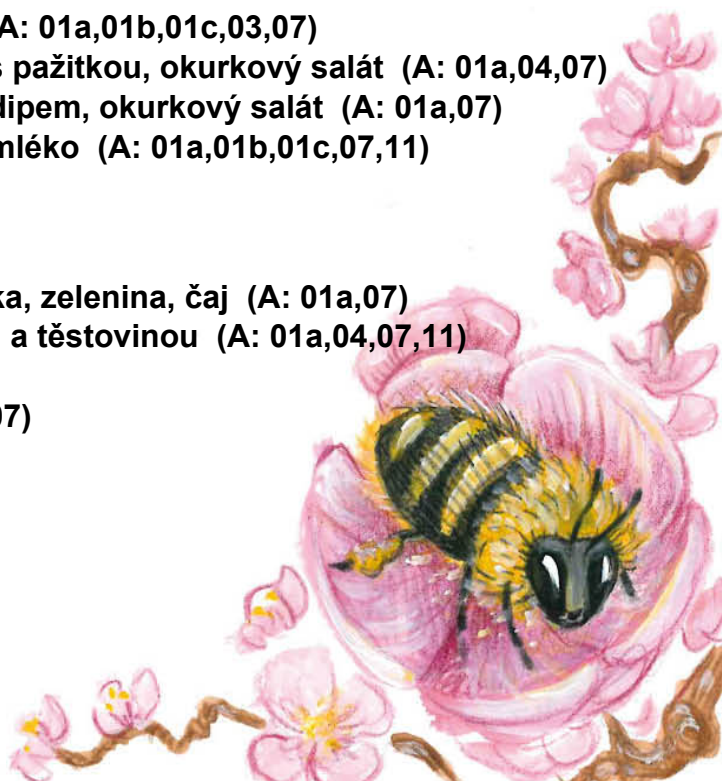 A: 01a,01b,01c,03,07)
s pažitkou, okurkový salát (A: 01a,04,07)
dipem, okurkový salát (A: 01a,07)
mléko (A: 01a,01b,01c,07,11)
ka, zelenina, čaj (A: 01a,07)
a těstovinou (A: 01a,04,07,11)
07)